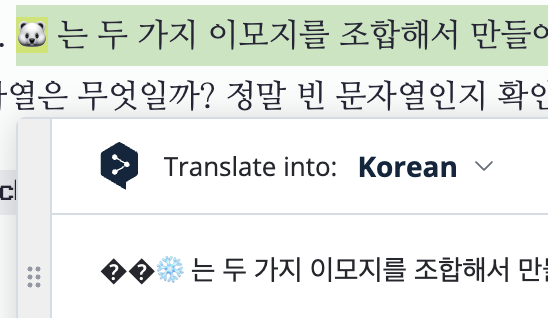 . 🐻‍❄️ 는 두 가지 이모지를 조합해서 만들어
열은 무엇일까? 정말 빈 문자열인지 확인
Translate into: Korean
��❄️ 는 두 가지 이모지를 조합해서 만들